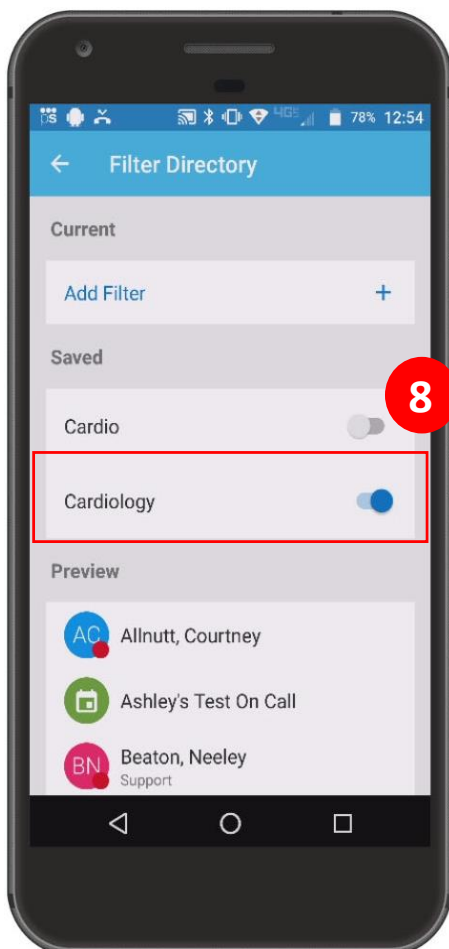 4GE 78% 12:54
Filter Directory
Current
Add Filter +
Saved
8
Cardio
Cardiology
Preview
AC Allnutt, Courtney
Ashley's Test On Call
BN Beaton, Neeley
Support